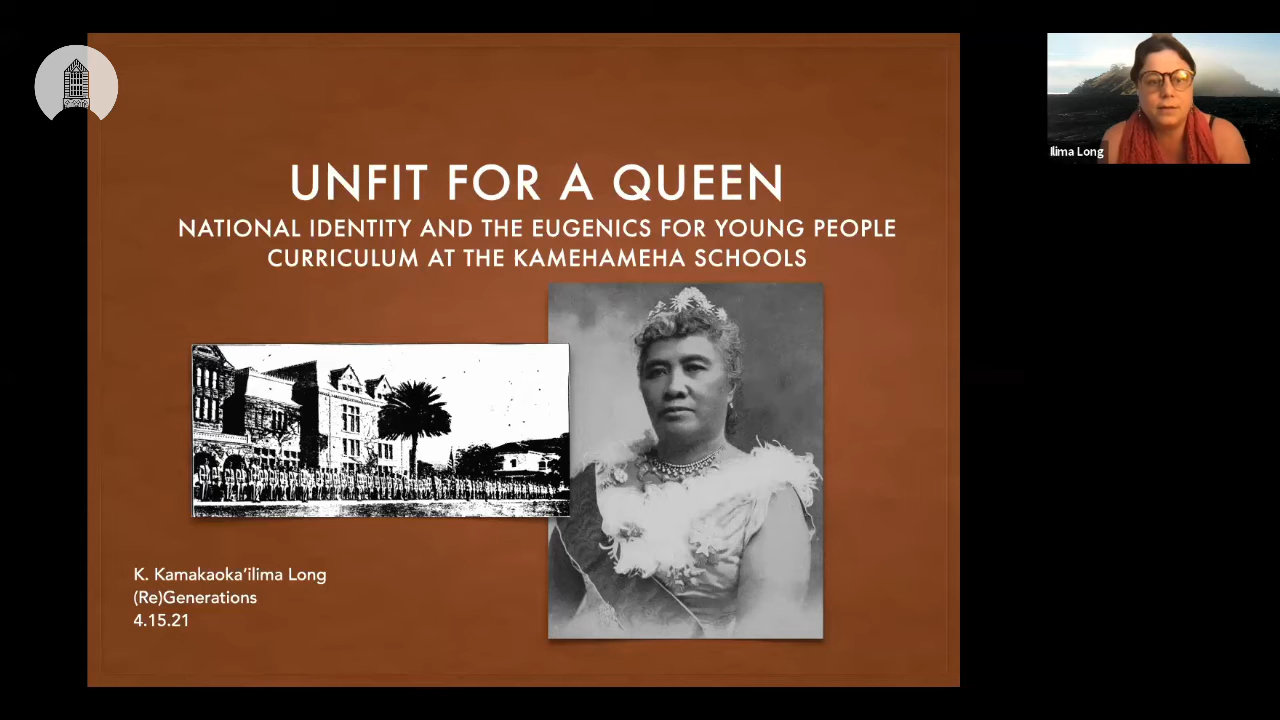 UNFIT FOR A QUEEN
NATIONAL IDENTITY AND THE EUGENICS FOR YOUNG PEOPLE
CURRICULUM AT THE KAMEHAMEHA SCHOOLS
K. Kamakaoka‘ilima Long
(Re)Generations
4.15.21
Ilima Long